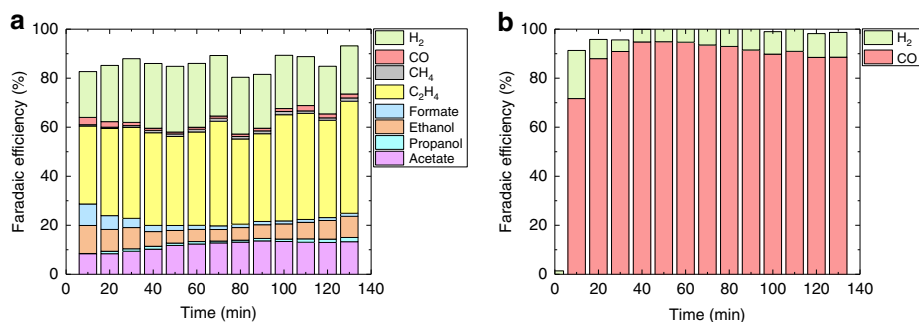 a
100
80
60
40
20
0
Faradaic efficiency (%)
0 20 40 60 80 100 120 140
Time (min)
H₂
CO
CH₄
C₂H₄
Formate
Ethanol
Propanol
Acetate
b
100
80
60
40
20
0
Faradaic efficiency (%)
0 20 40 60 80 100 120 140
Time (min)
H₂
CO